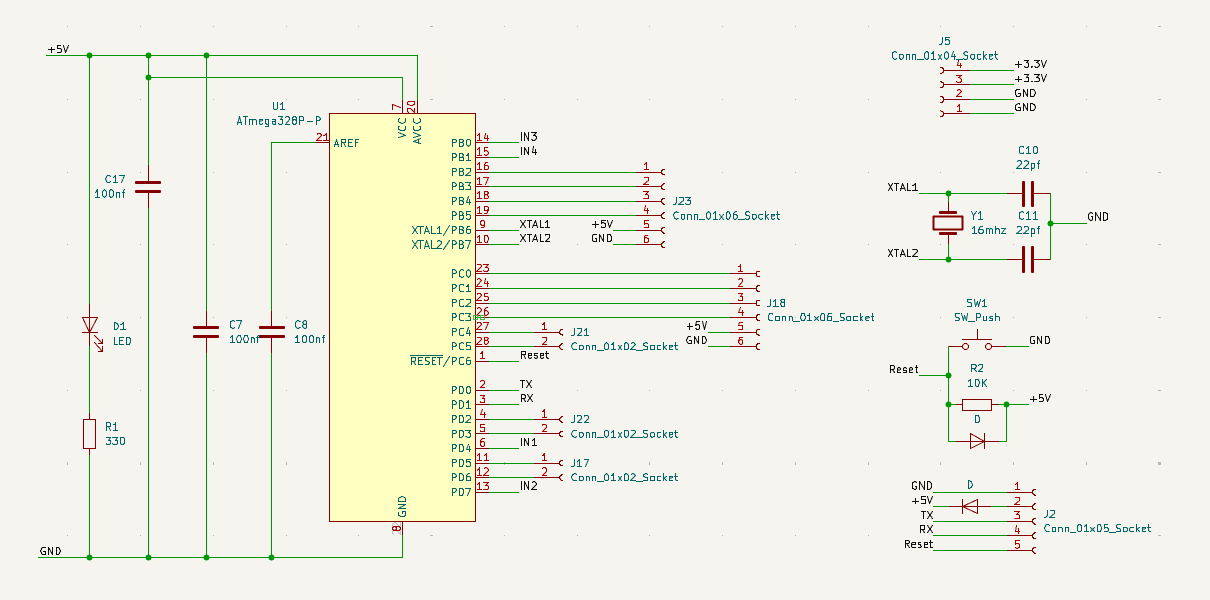 +5V
U1
ATmega328P-P
7
VCC
20
AVCC
21
AREF
C17
100nf
D1
LED
C7
100nf
C8
100nf
R1
330
GND
GND
8
PB0 14 IN3
PB1 15 IN4
PB2 16 1
PB3 17 2
PB4 18 3 J23
PB5 19 4 Conn_01x06_Socket
XTAL1/PB6 9 XTAL1 +5V 5
XTAL2/PB7 10 XTAL2 GND 6
PC0 23 1
PC1 24 2
PC2 25 3 J18
PC3 26 4 Conn_01x06_Socket
PC4 27 1 J21 +5V 5
PC5 28 2 Conn_01x02_Socket GND 6
RESET/PC6 1 Reset
PD0 2 TX
PD1 3 RX
PD2 4 1 J22
PD3 5 2 Conn_01x02_Socket
PD4 6 IN1
PD5 11 1 J17
PD6 12 2 Conn_01x02_Socket
PD7 13 IN2
J5
Conn_01x04_Socket
4 +3.3V
3 +3.3V
2 GND
1 GND
C10
22pf
XTAL1
Y1
16mhz
C11
22pf
GND
XTAL2
SW1
SW_Push
GND
Reset
R2
10K
+5V
D
GND 1
+5V D 2
TX 3 J2
RX 4 Conn_01x05_Socket
Reset 5